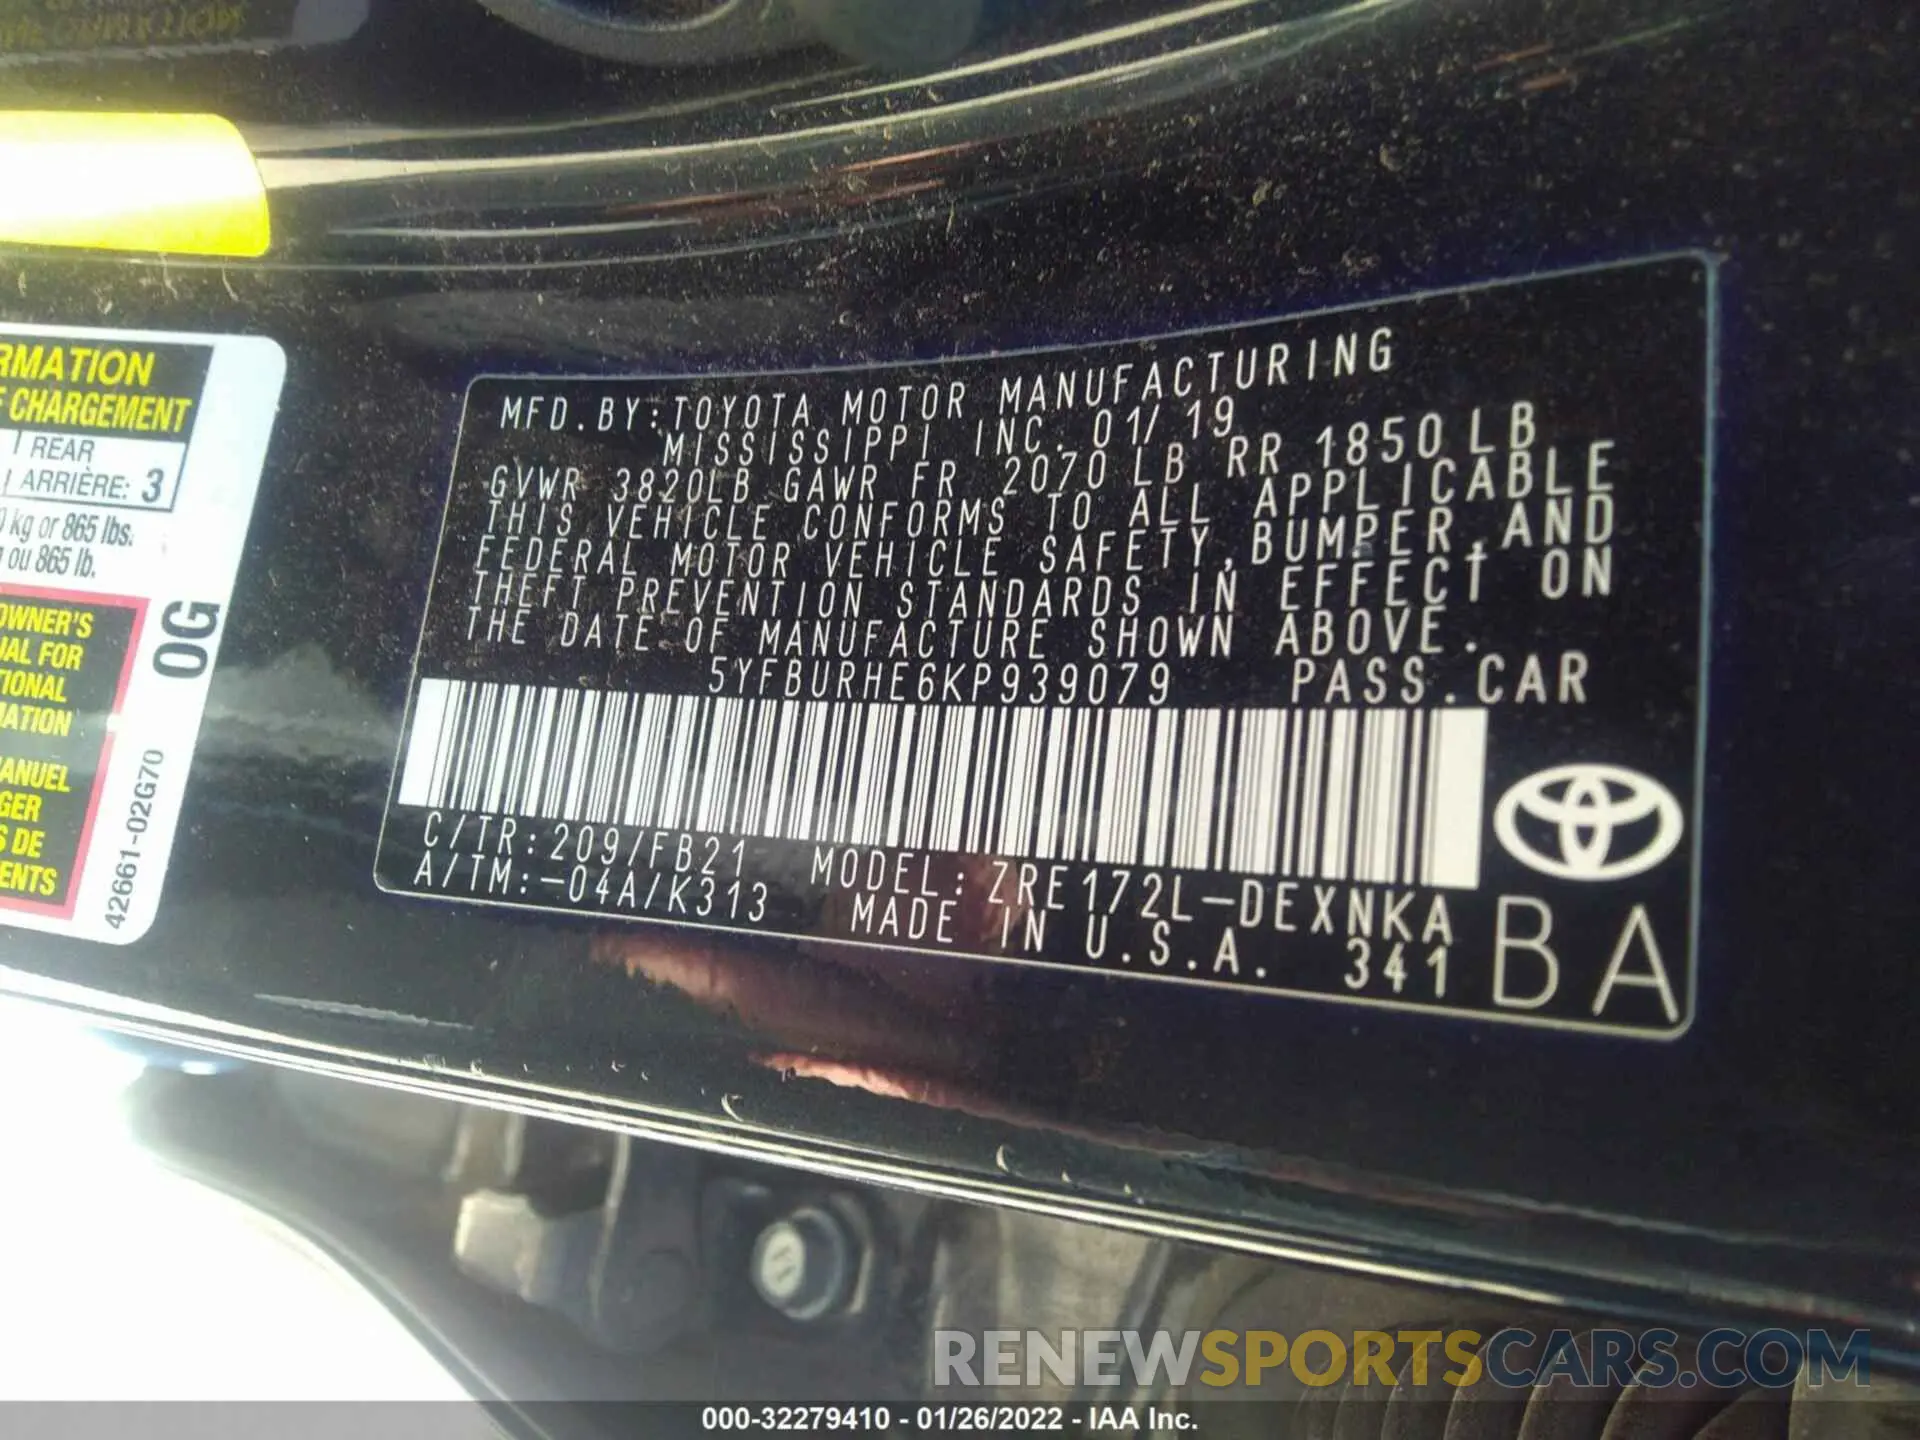 RMATION
E CHARGEMENT
REAR
ARRIÈRE: 3
kg or 865 lbs.
ou 865 lb.
OWNER'S
UAL FOR
TIONAL
MATION
ANUEL
GER
S DE
ENTS
0G
42661-02G70
MFD.BY:TOYOTA MOTOR MANUFACTURING
MISSISSIPPI INC. 01/19
GVWR 3820LB GAWR FR 2070LB RR 1850LB
THIS VEHICLE CONFORMS TO ALL APPLICABLE
FEDERAL MOTOR VEHICLE SAFETY,BUMPER,AND
THEFT PREVENTION STANDARDS IN EFFECT ON
THE DATE OF MANUFACTURE SHOWN ABOVE.
5YFBURHE6KP939079 PASS.CAR
C/TR:209/FB21 MODEL:ZRE172L-DEXNKA
A/TM:-04A/K313 MADE IN U.S.A. 341
BA
RENEWSPORTSCARS.COM
000-32279410 - 01/26/2022 - IAA Inc.